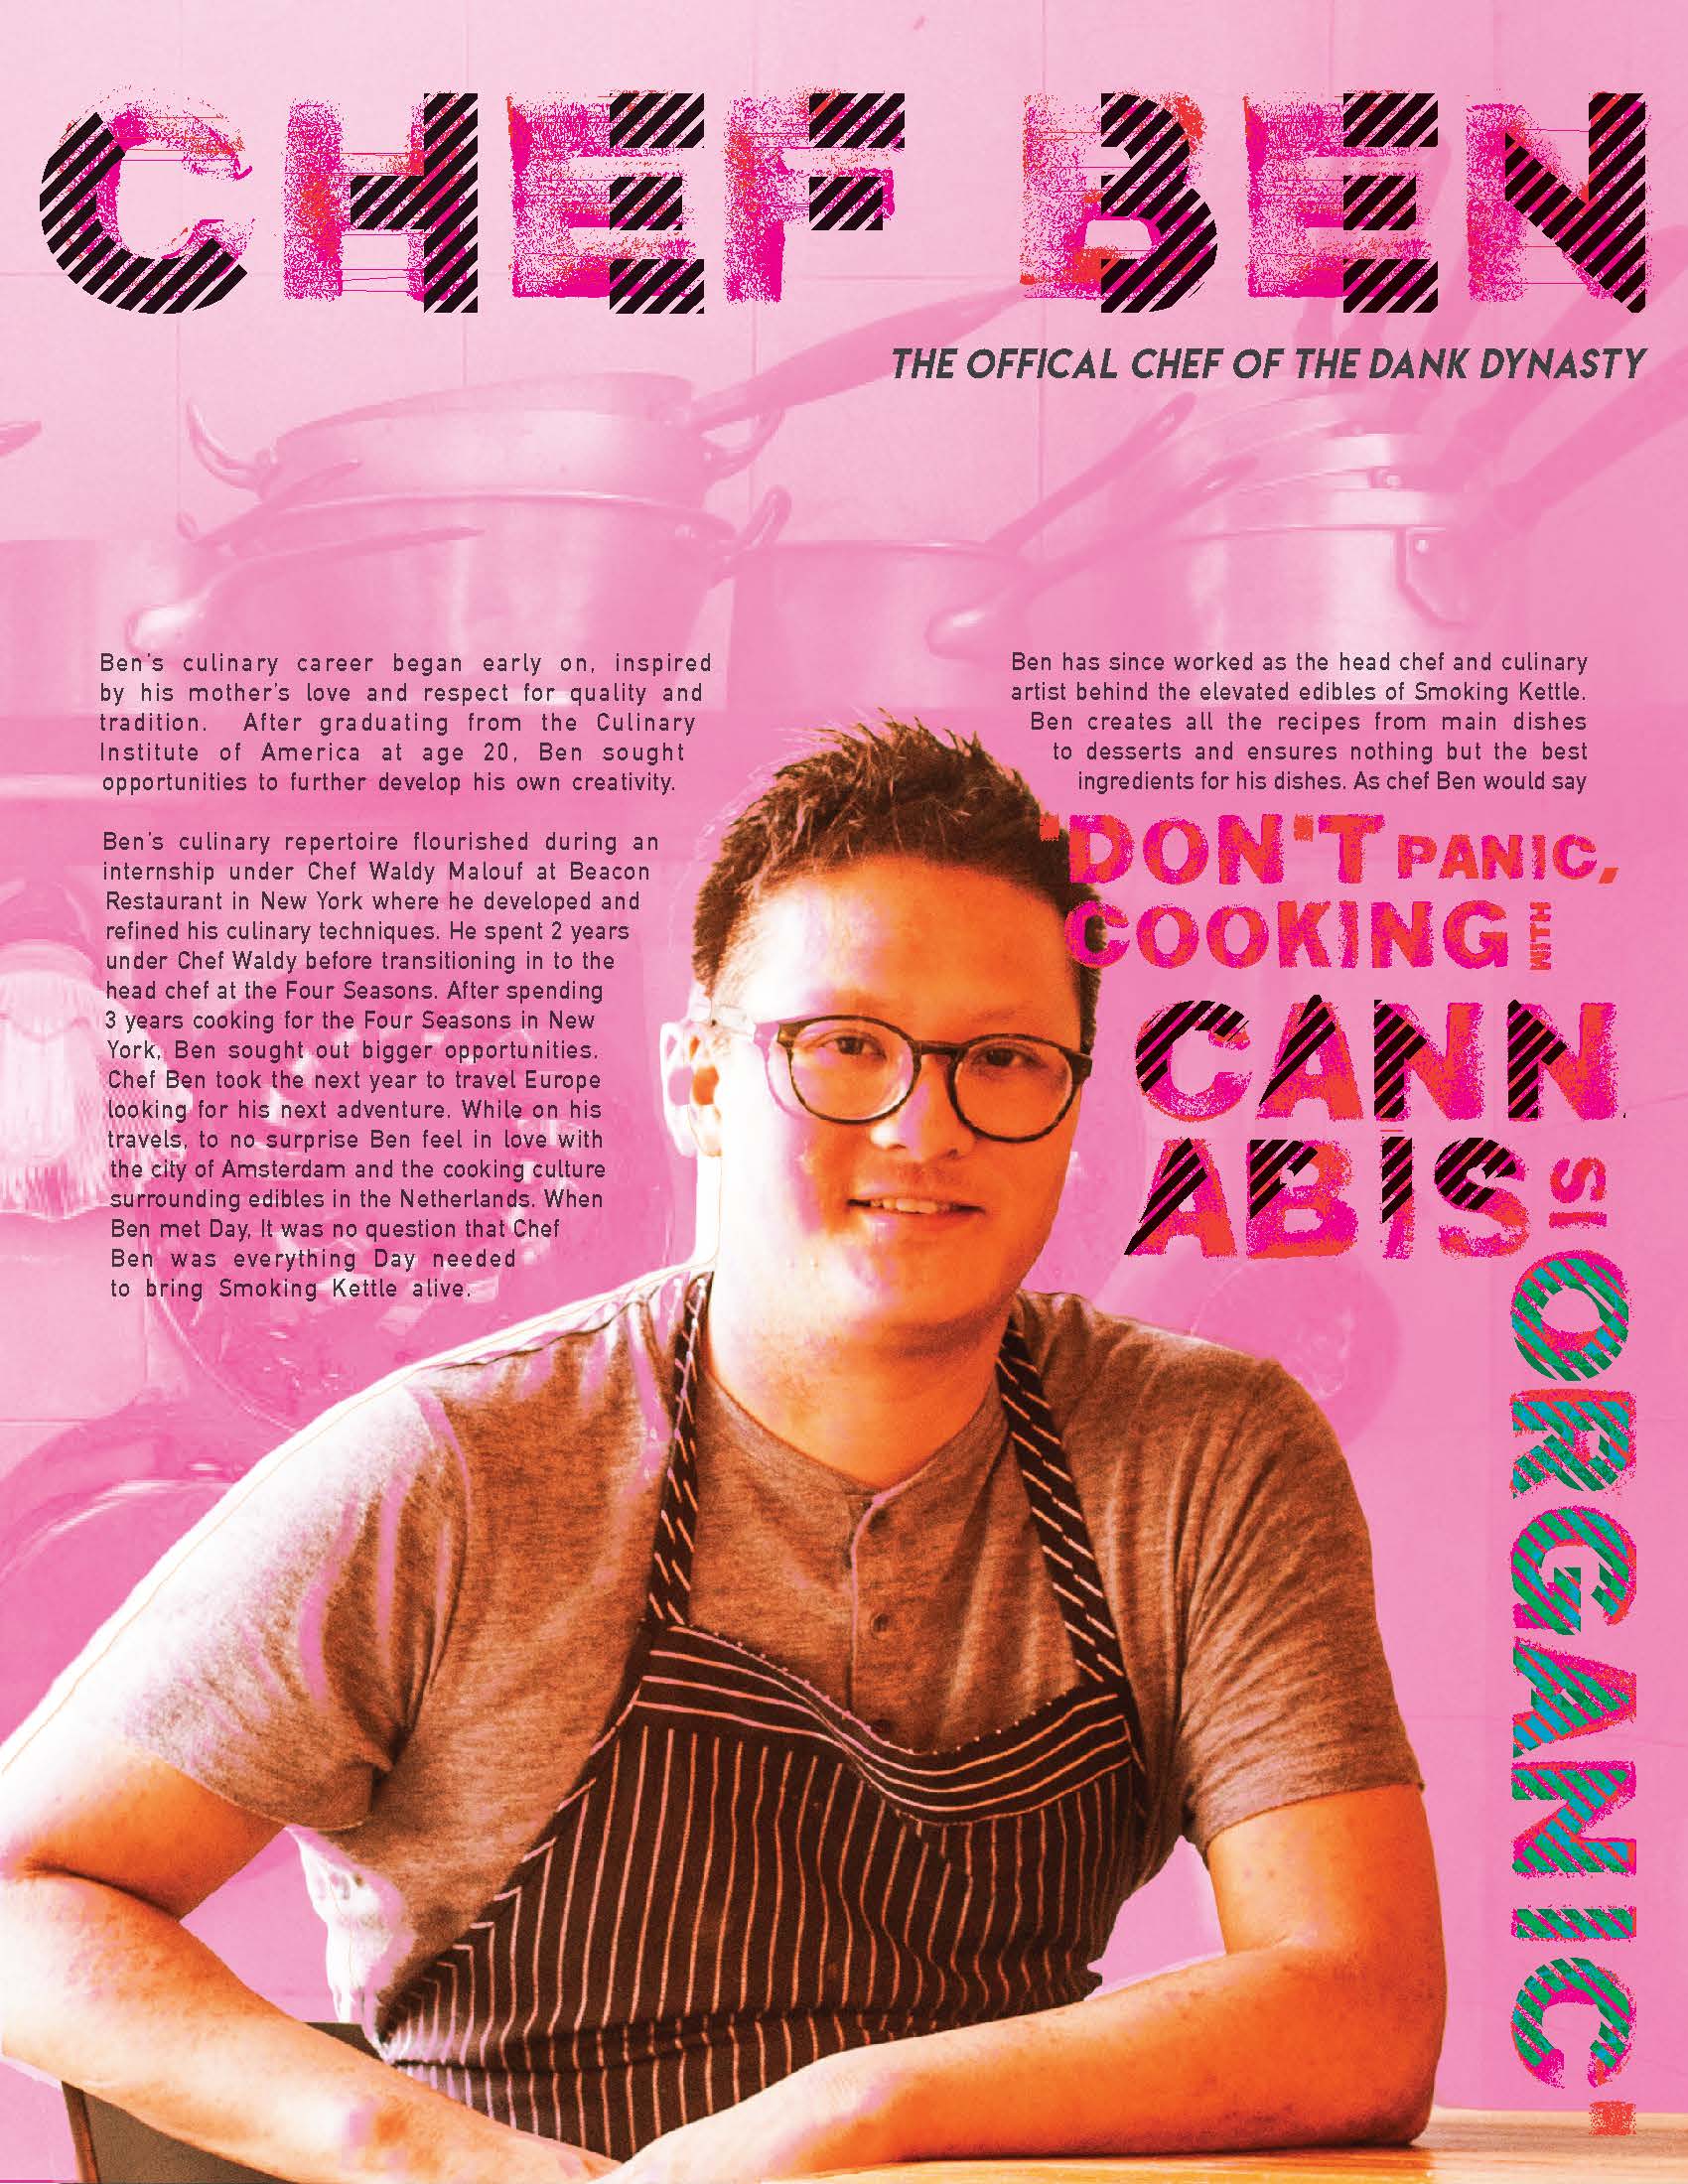 CHEF BEN
THE OFFICAL CHEF OF THE DANK DYNASTY
Ben's culinary career began early on, inspired
by his mother's love and respect for quality and
tradition. After graduating from the Culinary
Institute of America at age 20, Ben sought
opportunities to further develop his own creativity.
Ben's culinary repertoire flourished during an
internship under Chef Waldy Malouf at Beacon
Restaurant in New York where he developed and
refined his culinary techniques. He spent 2 years
under Chef Waldy before transitioning in to the
head chef at the Four Seasons. After spending
3 years cooking for the Four Seasons in New
York, Ben sought out bigger opportunities.
Chef Ben took the next year to travel Europe
looking for his next adventure. While on his
travels, to no surprise Ben feel in love with
the city of Amsterdam and the cooking culture
surrounding edibles in the Netherlands. When
Ben met Day, It was no question that Chef
Ben was everything Day needed
to bring Smoking Kettle alive.
Ben has since worked as the head chef and culinary
artist behind the elevated edibles of Smoking Kettle.
Ben creates all the recipes from main dishes
to desserts and ensures nothing but the best
ingredients for his dishes. As chef Ben would say
'DON'T PANIC,
COOKING WITH
CANN
ABIS IS
ORGANIC'